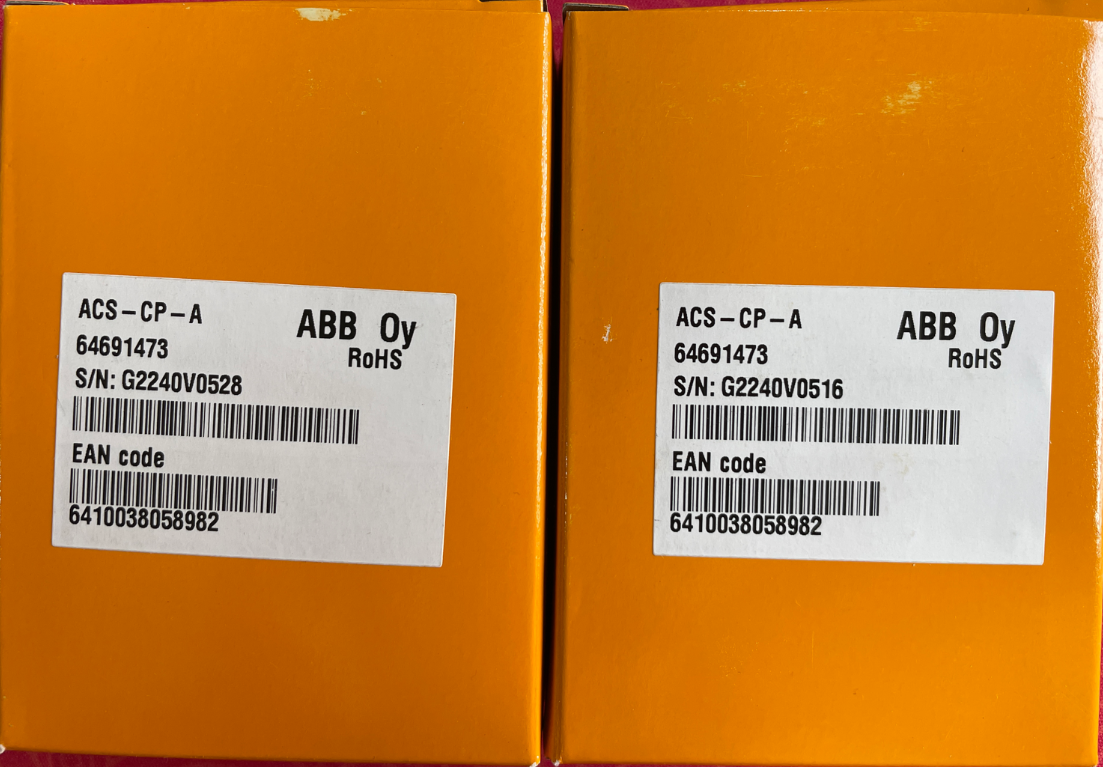 ACS-CP-A
ABB Oy
64691473
RoHS
S/N: G2240V0528
EAN code
6410038058982
ACS-CP-A
ABB Oy
64691473
RoHS
S/N: G2240V0516
EAN code
6410038058982